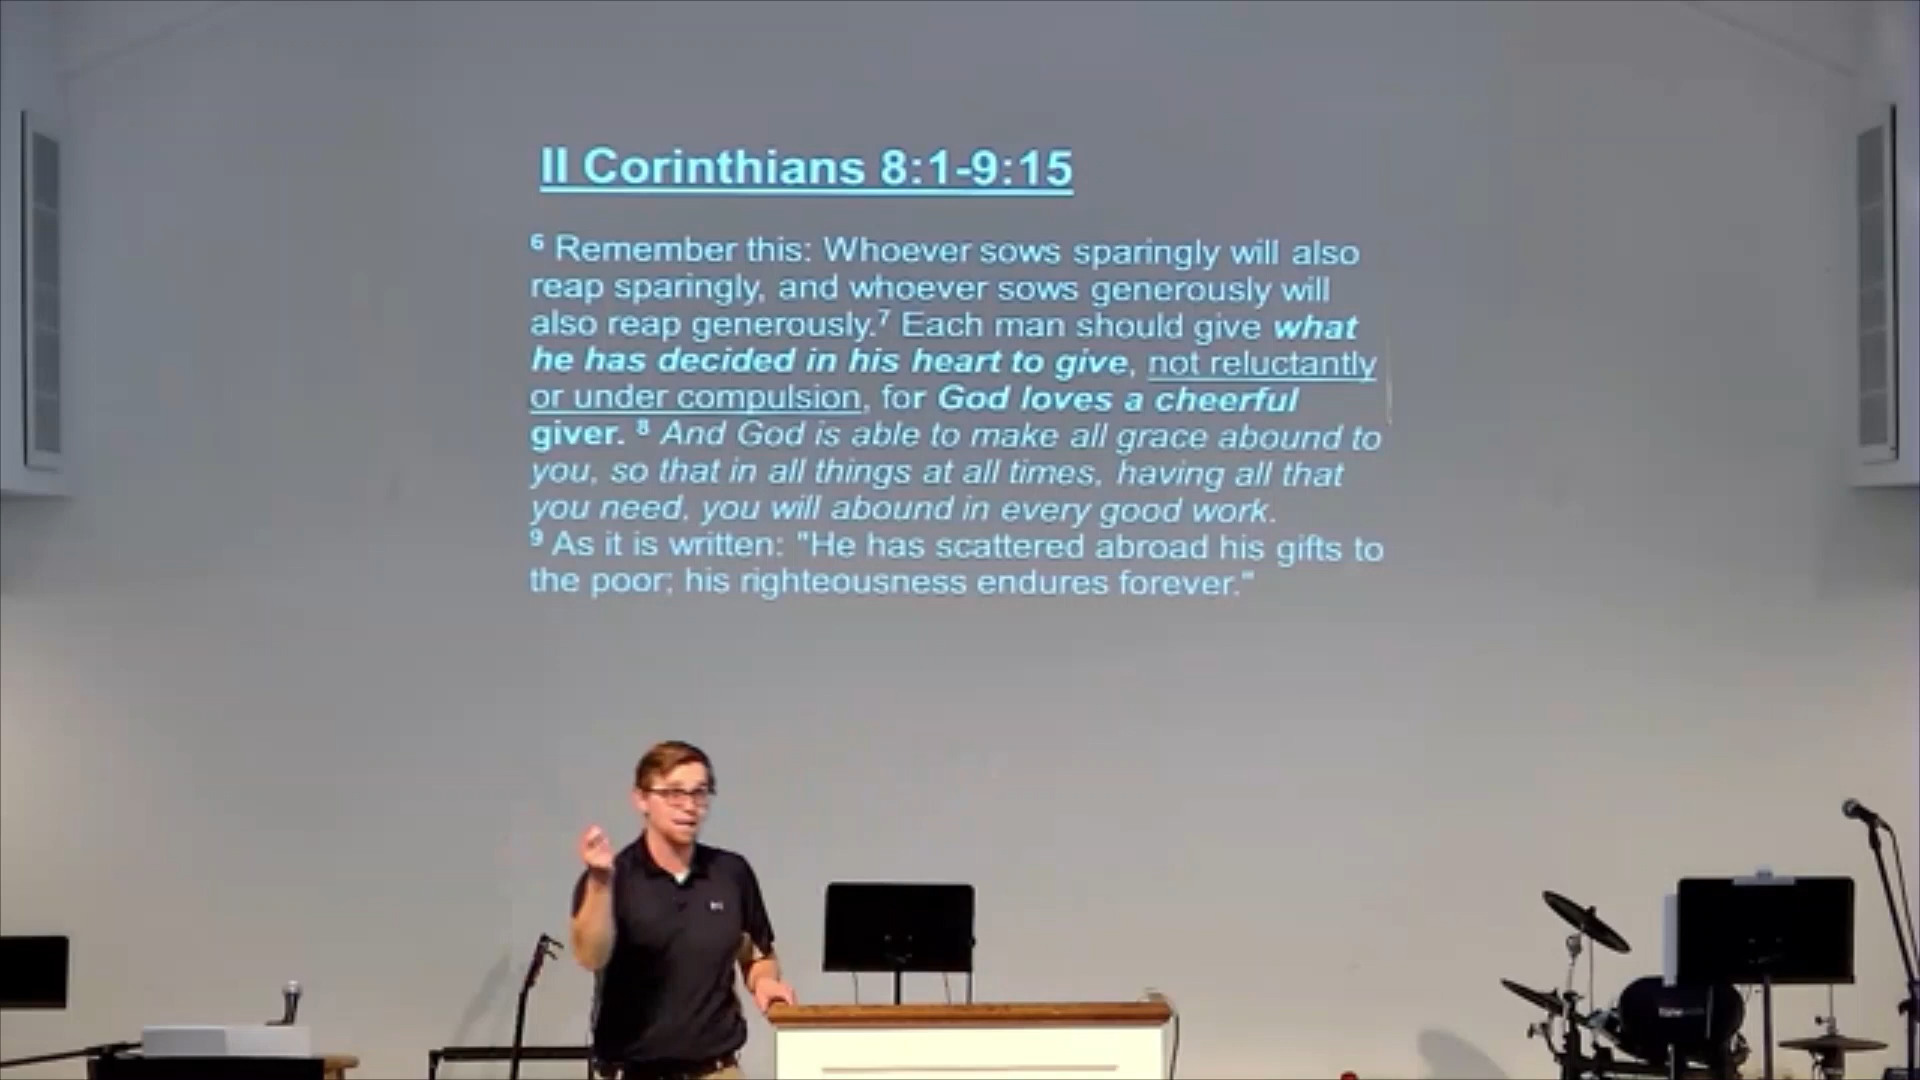 II Corinthians 8:1-9:15
6 Remember this: Whoever sows sparingly will also
reap sparingly, and whoever sows generously will
also reap generously.7 Each man should give what
he has decided in his heart to give, not reluctantly
or under compulsion, for God loves a cheerful
giver. 8 And God is able to make all grace abound to
you, so that in all things at all times, having all that
you need, you will abound in every good work.
9 As it is written: "He has scattered abroad his gifts to
the poor; his righteousness endures forever."